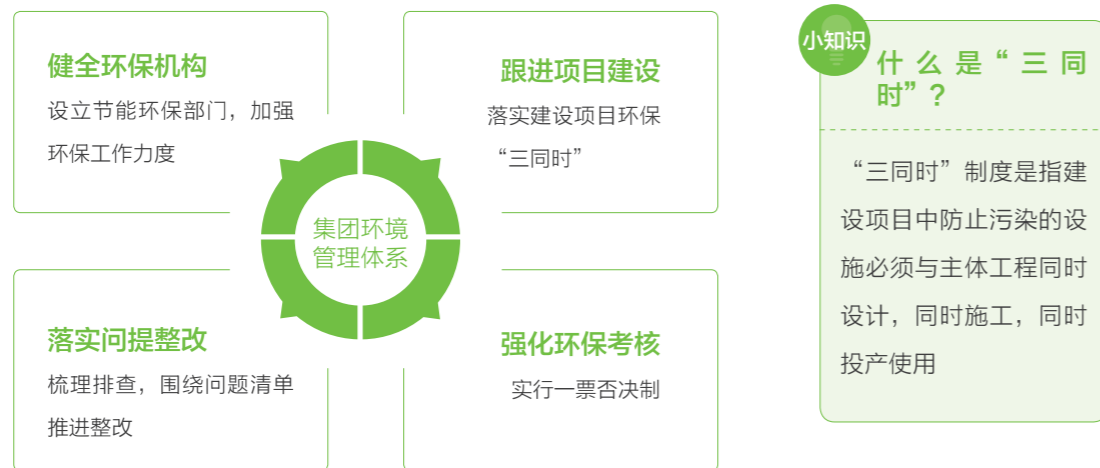 健全环保机构
设立节能环保部门，加强
环保工作力度
跟进项目建设
落实建设项目环保
“三同时”
集团环境
管理体系
落实问提整改
梳理排查，围绕问题清单
推进整改
强化环保考核
实行一票否决制
小知识
什么是“三同
时”？
“三同时”制度是指建
设项目中防止污染的设
施必须与主体工程同时
设计，同时施工，同时
投产使用